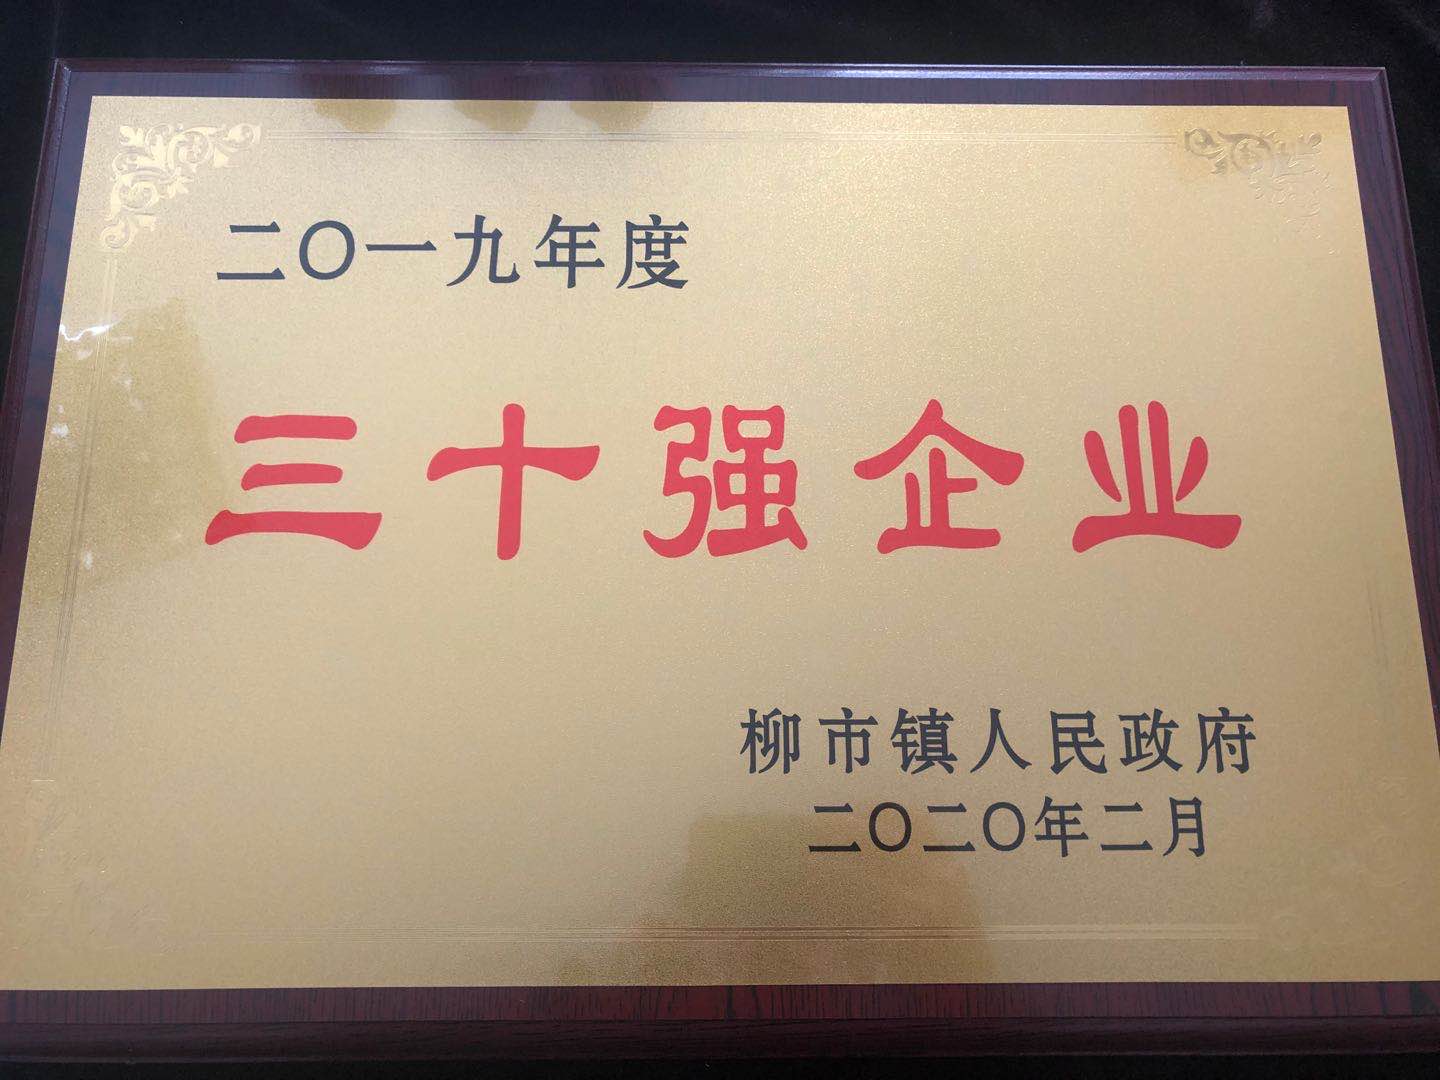 二〇一九年度
三十强企业
柳市镇人民政府
二〇二〇年二月